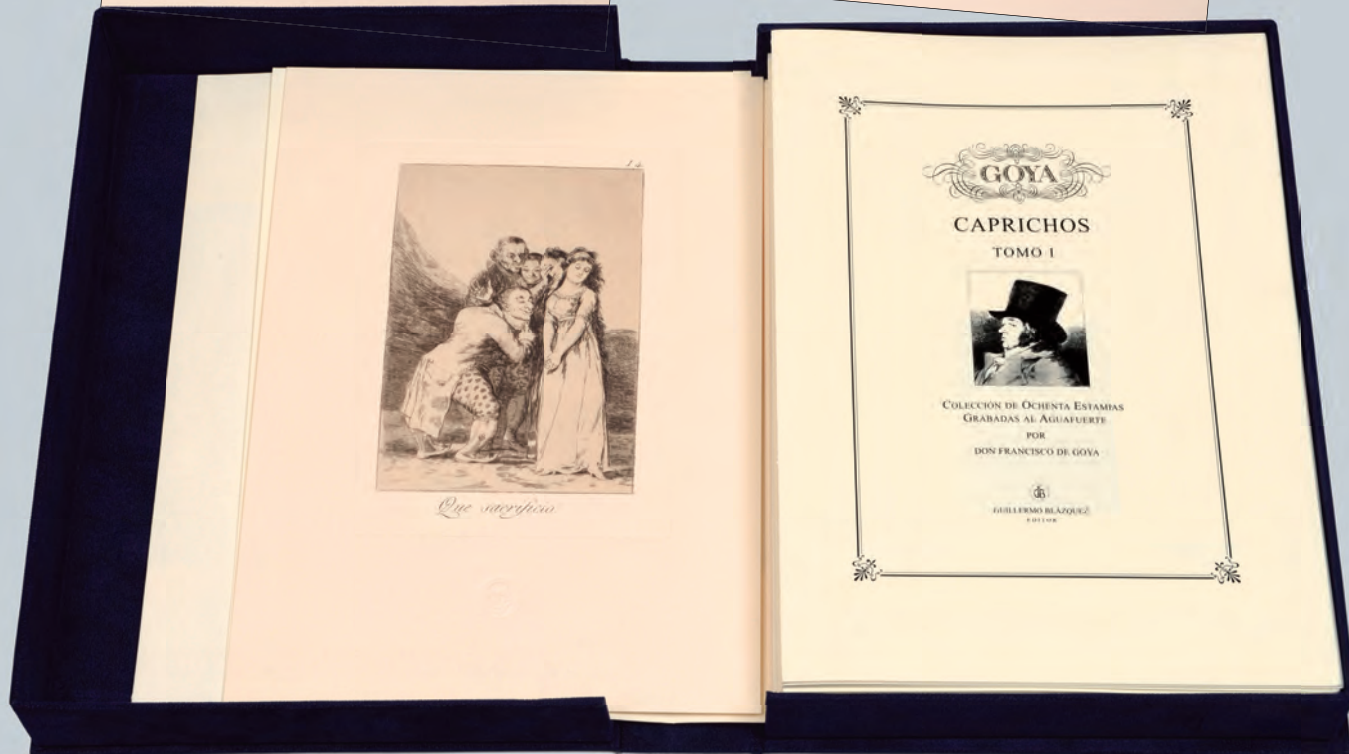 14
Que sacrificio
GOYA
CAPRICHOS
TOMO I
COLECCIÓN DE OCHENTA ESTAMPAS
GRABADAS AL AGUAFUERTE
POR
DON FRANCISCO DE GOYA
GB
GUILLERMO BLÁZQUEZ
EDITOR